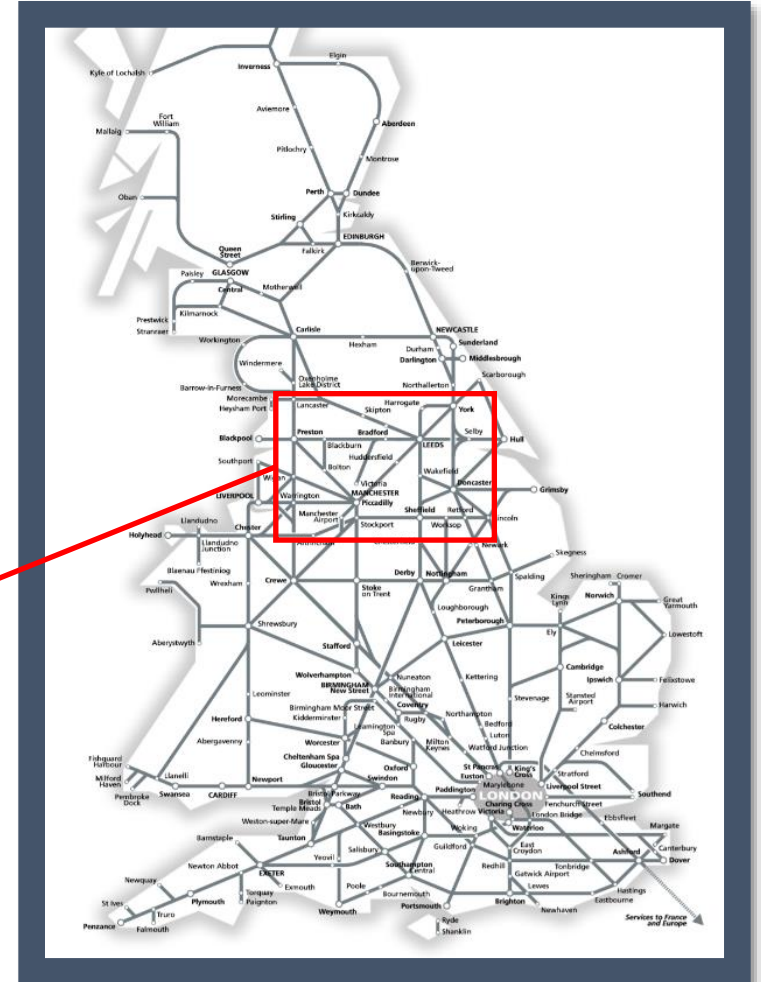 Elgin
Inverness
Kyle of Lochalsh
Aviemore
Fort
William
Mallaig
Aberdeen
Pitlochry
Montrose
Perth
Dundee
Oban
Stirling
Kirkcaldy
EDINBURGH
Queen
Street
Falkirk
GLASGOW
Paisley
Central
Motherwell
Berwick-
upon-Tweed
Prestwick
Kilmarnock
Stranraer
Carlisle
NEWCASTLE
Workington
Hexham
Sunderland
Durham
Darlington
Middlesbrough
Windermere
Scarborough
Oxenholme
Lake District
Northallerton
Barrow-in-Furness
Morecambe
Lancaster
Heysham Port
Harrogate
York
Skipton
Blackpool
Preston
Bradford
Selby
Hull
LEEDS
Blackburn
Huddersfield
Southport
Bolton
Wakefield
Wigan
Victoria
Doncaster
MANCHESTER
Piccadilly
LIVERPOOL
Warrington
Grimsby
Manchester
Airport
Sheffield
Retford
Lincoln
Stockport
Worksop
Llandudno
Chester
Holyhead
Llandudno
Junction
Newark
Skegness
Blaenau Ffestiniog
Wrexham
Crewe
Stoke
on Trent
Derby
Nottingham
Grantham
Spalding
Sheringham
Cromer
Pwllheli
Kings
Lynn
Norwich
Great
Yarmouth
Loughborough
Peterborough
Ely
Lowestoft
Aberystwyth
Shrewsbury
Stafford
Leicester
Wolverhampton
Cambridge
BIRMINGHAM
New Street
Nuneaton
Kettering
Ipswich
Felixstowe
Birmingham
International
Leominster
Stansted
Airport
Stevenage
Harwich
Birmingham Moor Street
Coventry
Kidderminster
Rugby
Northampton
Hereford
Leamington
Spa
Bedford
Colchester
Worcester
Banbury
Milton
Keynes
Luton
Abergavenny
Watford Junction
Chelmsford
Cheltenham Spa
Gloucester
Oxford
St Pancras
King's
Cross
Fishguard
Harbour
Euston
Stratford
Llanelli
Newport
Swindon
Marylebone
Liverpool Street
Milford
Haven
Paddington
LONDON
Southend
Pembroke
Dock
Swansea
CARDIFF
Bristol Parkway
Reading
Charing Cross
Fenchurch Street
Bristol
Temple Meads
Bath
Newbury
Heathrow
Victoria
London Bridge
Ebbsfleet
Weston-super-Mare
Waterloo
Margate
Westbury
Basingstoke
Woking
Barnstaple
Taunton
East
Croydon
Canterbury
Salisbury
Guildford
Ashford
Dover
Yeovil
Newton Abbot
Southampton
Central
Redhill
Tonbridge
EXETER
Gatwick Airport
Newquay
Exmouth
Poole
Lewes
Hastings
Torquay
Paignton
Bournemouth
Eastbourne
St Ives
Plymouth
Portsmouth
Brighton
Newhaven
Weymouth
Truro
Ryde
Services to France
and Europe
Penzance
Falmouth
Shanklin